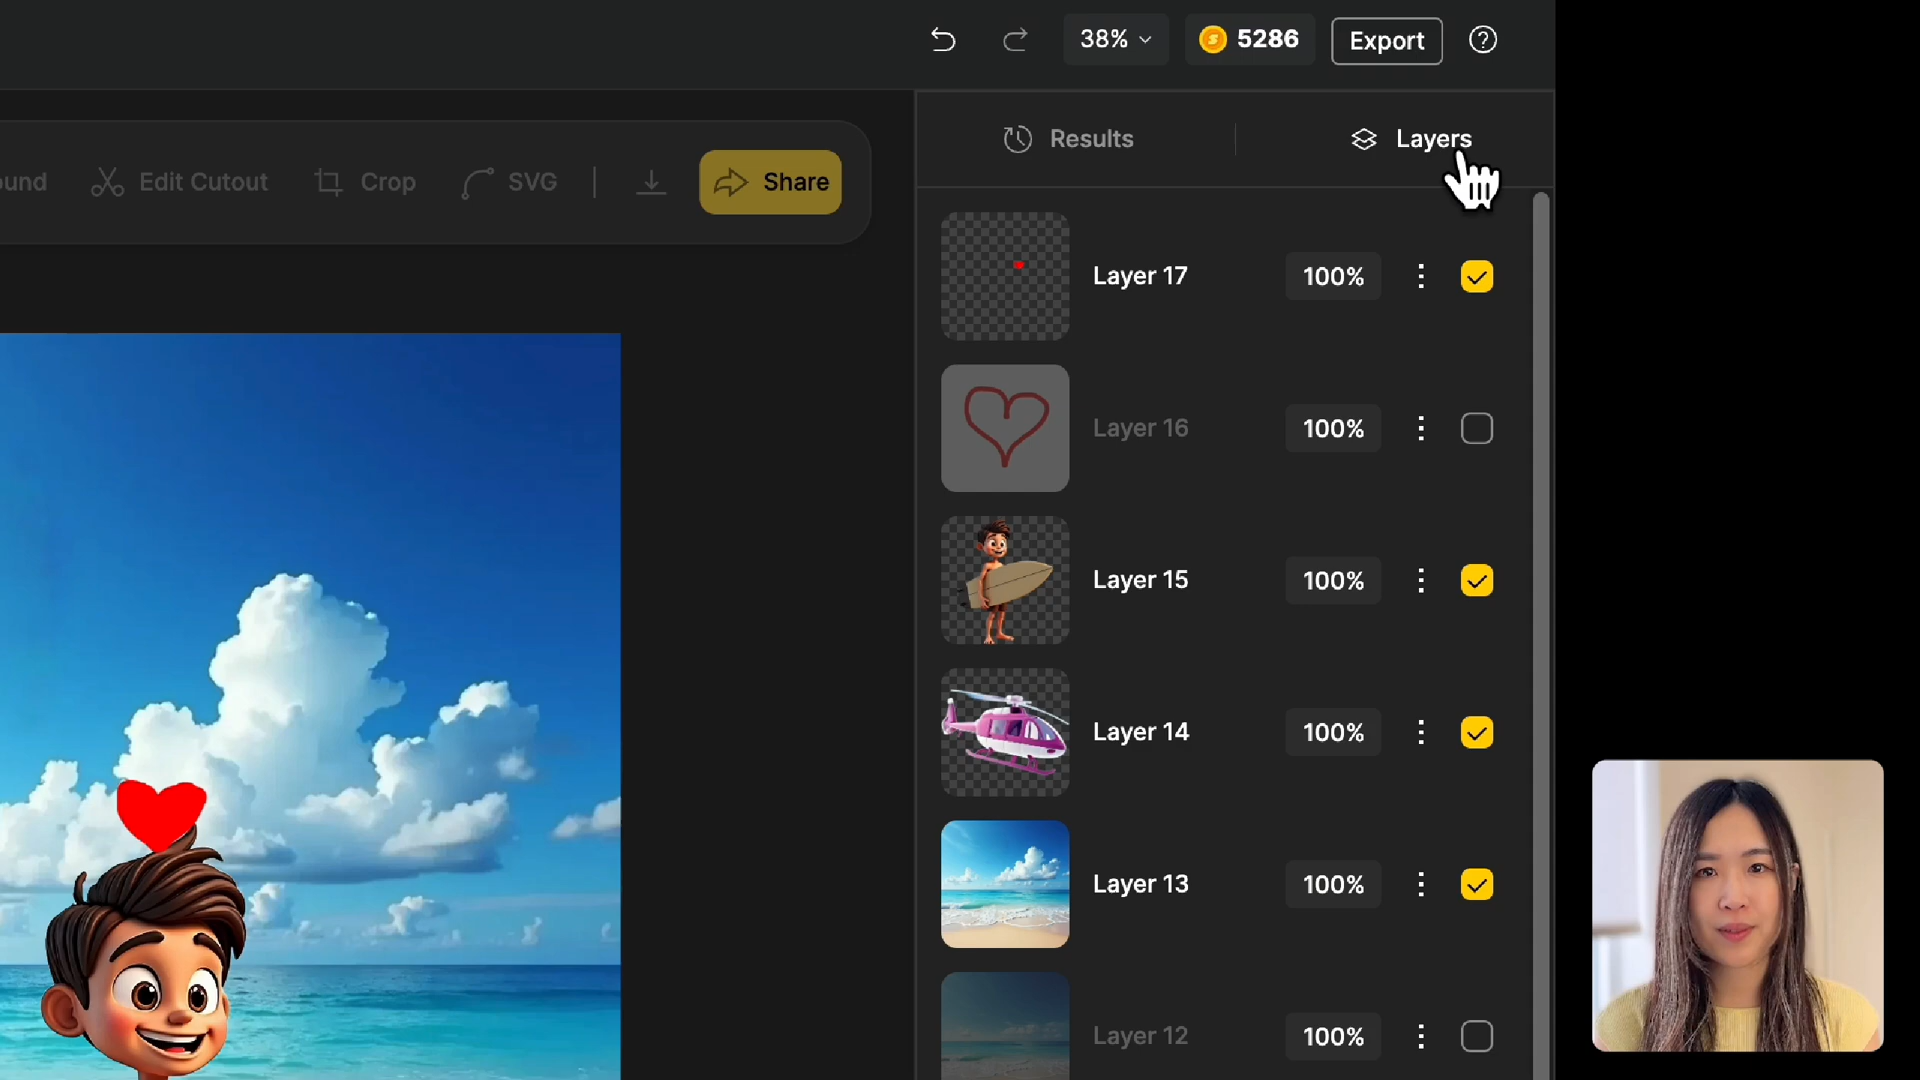 38%
5286
Export
Results
Layers
ound
Edit Cutout
Crop
SVG
Share
Layer 17
100%
Layer 16
100%
Layer 15
100%
Layer 14
100%
Layer 13
100%
Layer 12
100%